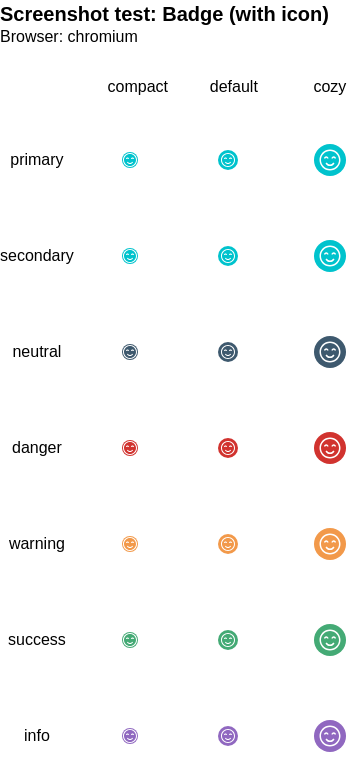 Screenshot test: Badge (with icon)
Browser: chromium
compact default cozy
primary
secondary
neutral
danger
warning
success
info